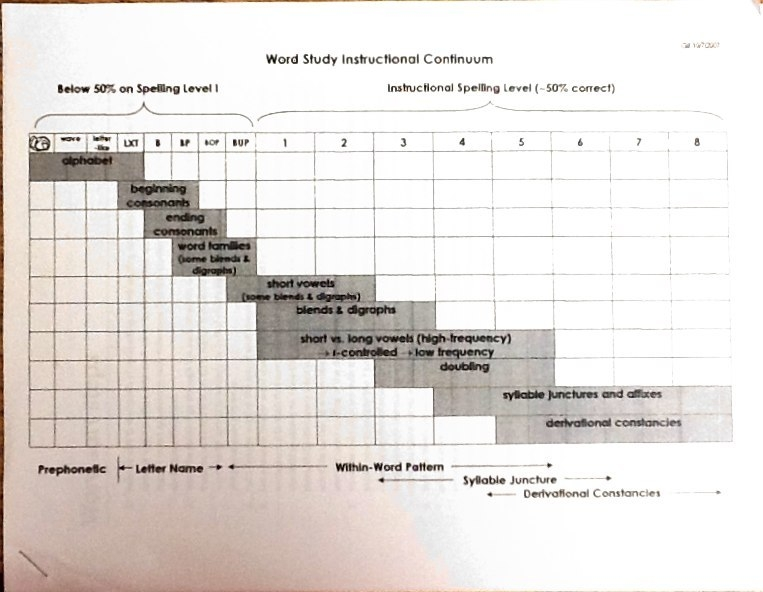 Word Study Instructional Continuum
Below 50% on Spelling Level I
Instructional Spelling Level (~50% correct)
wave letter -like LXT B BP BOP BUP 1 2 3 4 5 6 7 8
alphabet
beginning
consonants
ending
consonants
word families
(some blends &
digraphs)
short vowels
(some blends & digraphs)
blends & digraphs
short vs. long vowels (high-frequency)
→ r-controlled → low frequency
doubling
syllable junctures and affixes
derivational constancies
Prephonetic Letter Name Within-Word Pattern
Syllable Juncture
Derivational Constancies